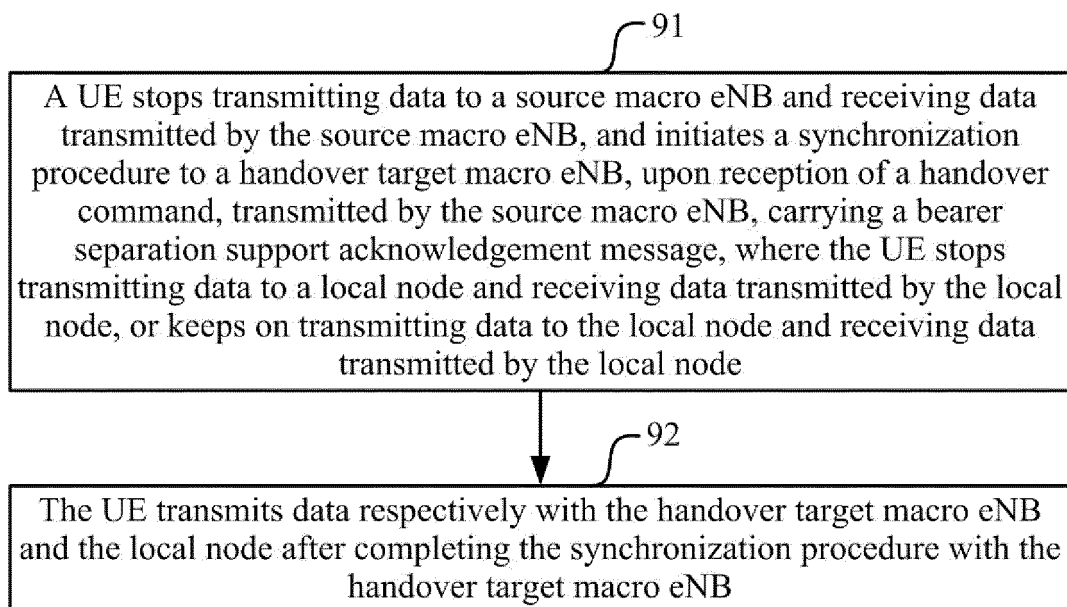 91
A UE stops transmitting data to a source macro eNB and receiving data
transmitted by the source macro eNB, and initiates a synchronization
procedure to a handover target macro eNB, upon reception of a handover
command, transmitted by the source macro eNB, carrying a bearer
separation support acknowledgement message, where the UE stops
transmitting data to a local node and receiving data transmitted by the local
node, or keeps on transmitting data to the local node and receiving data
transmitted by the local node
92
The UE transmits data respectively with the handover target macro eNB
and the local node after completing the synchronization procedure with the
handover target macro eNB